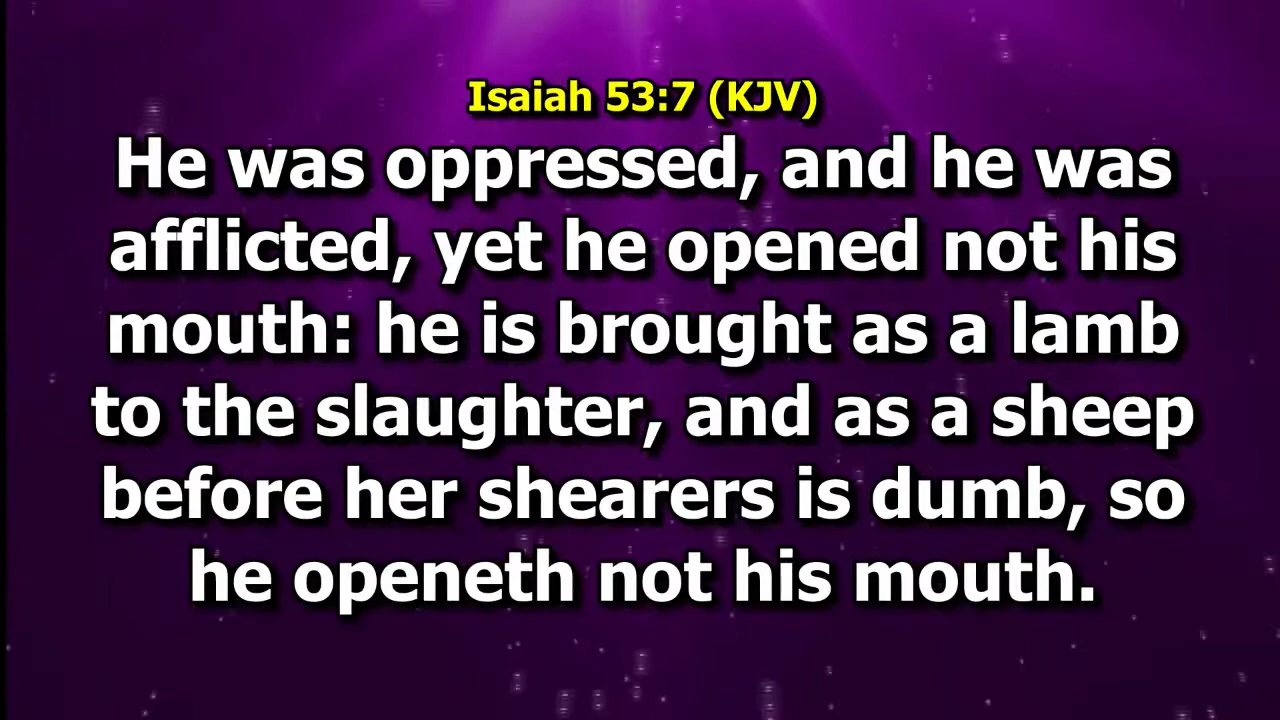 Isaiah 53:7 (KJV)
He was oppressed, and he was
afflicted, yet he opened not his
mouth: he is brought as a lamb
to the slaughter, and as a sheep
before her shearers is dumb, so
he openeth not his mouth.